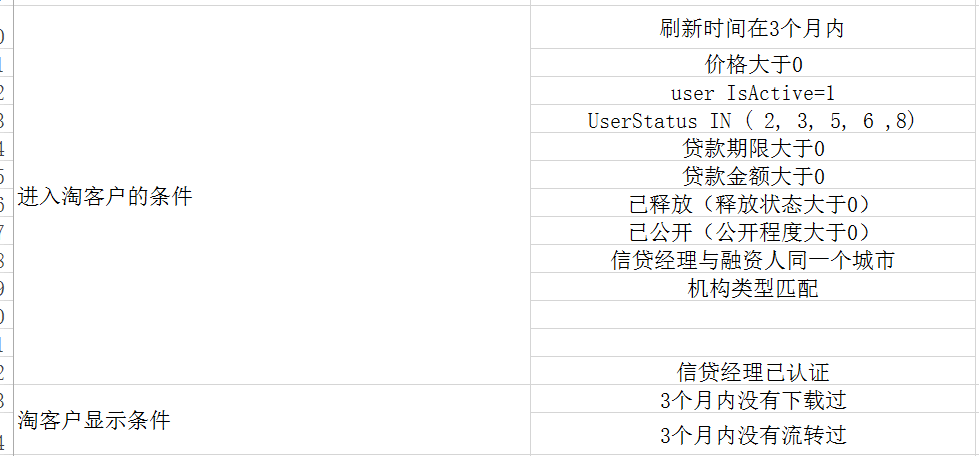 刷新时间在3个月内
价格大于0
user IsActive=1
UserStatus IN ( 2, 3, 5, 6 ,8)
贷款期限大于0
贷款金额大于0
进入淘客户的条件
已释放（释放状态大于0）
已公开（公开程度大于0）
信贷经理与融资人同一个城市
机构类型匹配
信贷经理已认证
淘客户显示条件
3个月内没有下载过
3个月内没有流转过